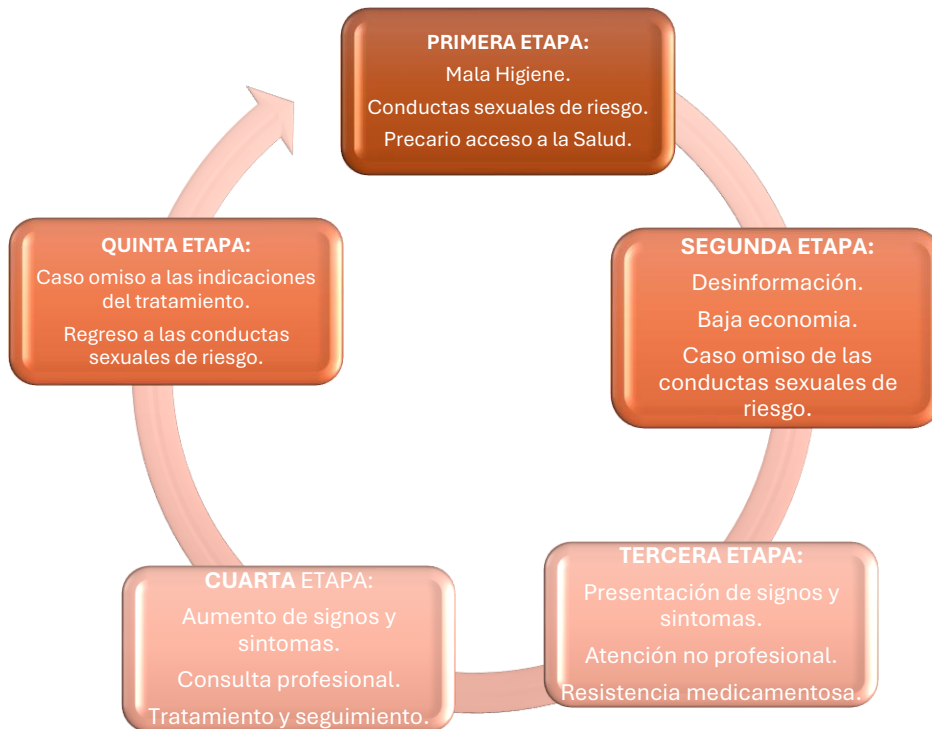 PRIMERA ETAPA:
Mala Higiene.
Conductas sexuales de riesgo.
Precario acceso a la Salud.
SEGUNDA ETAPA:
Desinformación.
Baja economia.
Caso omiso de las
conductas sexuales de
riesgo.
TERCERA ETAPA:
Presentación de signos y
sintomas.
Atención no profesional.
Resistencia medicamentosa.
CUARTA ETAPA:
Aumento de signos y
sintomas.
Consulta profesional.
Tratamiento y seguimiento.
QUINTA ETAPA:
Caso omiso a las indicaciones
del tratamiento.
Regreso a las conductas
sexuales de riesgo.